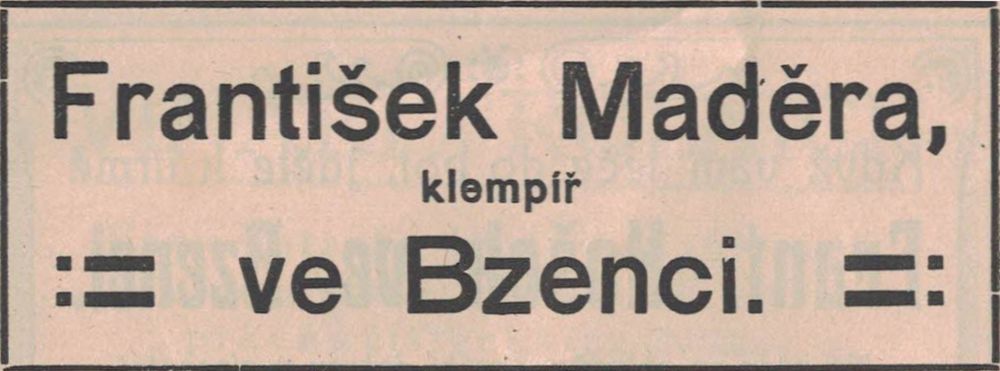 František Maděra,
klempíř
:= ve Bzenci. =: